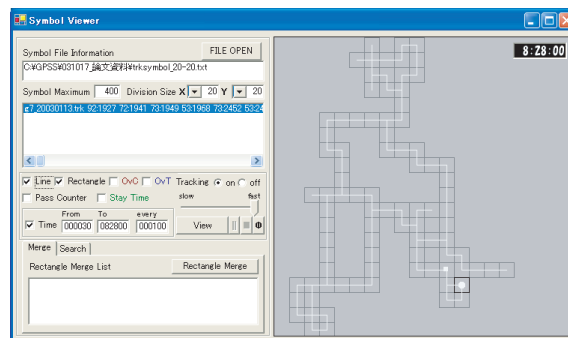 Symbol Viewer
8:28:00
Symbol File Information
FILE OPEN
C:¥GPSS¥031017_論文資料¥trksymbol_20-20.txt
Symbol Maximum 400 Division Size X 20 Y 20
g7_20030113.trk 92:1927 72:1941 73:1949 53:1968 73:2452 53:24
Line Rectangle OvC OvT Tracking on off
Pass Counter Stay Time slow fast
From To every
Time 000030 082800 000100 View
Merge Search
Rectangle Merge List Rectangle Merge